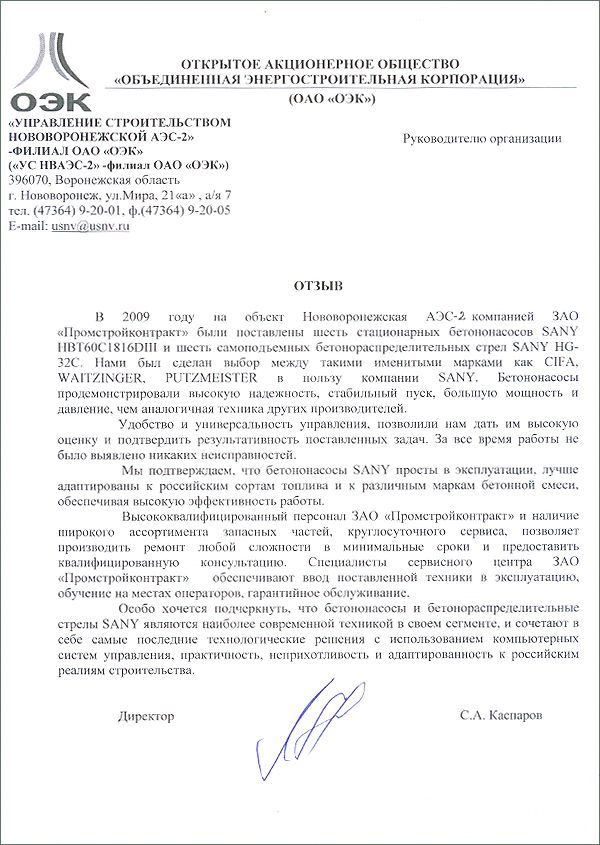 ОЭК
ОТКРЫТОЕ АКЦИОНЕРНОЕ ОБЩЕСТВО
«ОБЪЕДИНЕННАЯ ЭНЕРГОСТРОИТЕЛЬНАЯ КОРПОРАЦИЯ»
(ОАО «ОЭК»)
«УПРАВЛЕНИЕ СТРОИТЕЛЬСТВОМ
НОВОВОРОНЕЖСКОЙ АЭС-2»
-ФИЛИАЛ ОАО «ОЭК»
(«УС НВАЭС-2» -филиал ОАО «ОЭК»)
396070, Воронежская область
г. Нововоронеж, ул.Мира, 21«а» , а/я 7
тел. (47364) 9-20-01, ф.(47364) 9-20-05
E-mail: usnv@usnv.ru
Руководителю организации
ОТЗЫВ
В 2009 году на объект Нововоронежская АЭС-2 компанией ЗАО
«Промстройконтракт» были поставлены шесть стационарных бетононасосов SANY
HBT60C1816DIII и шесть самоподъемных бетонораспределительных стрел SANY HG-
32C. Нами был сделан выбор между такими именитыми марками как CIFA,
WAITZINGER, PUTZMEISTER в пользу компании SANY. Бетононасосы
продемонстрировали высокую надежность, стабильный пуск, большую мощность и
давление, чем аналогичная техника других производителей.
Удобство и универсальность управления, позволили нам дать им высокую
оценку и подтвердить результативность поставленных задач. За все время работы не
было выявлено никаких неисправностей.
Мы подтверждаем, что бетононасосы SANY просты в эксплуатации, лучше
адаптированы к российским сортам топлива и к различным маркам бетонной смеси,
обеспечивая высокую эффективность работы.
Высококвалифицированный персонал ЗАО «Промстройконтракт» и наличие
широкого ассортимента запасных частей, круглосуточного сервиса, позволяет
производить ремонт любой сложности в минимальные сроки и предоставить
квалифицированную консультацию. Специалисты сервисного центра ЗАО
«Промстройконтракт» обеспечивают ввод поставленной техники в эксплуатацию,
обучение на местах операторов, гарантийное обслуживание.
Особо хочется подчеркнуть, что бетононасосы и бетонораспределительные
стрелы SANY являются наиболее современной техникой в своем сегменте, и сочетают в
себе самые последние технологические решения с использованием компьютерных
систем управления, практичность, неприхотливость и адаптированность к российским
реалиям строительства.
Директор
С.А. Каспаров